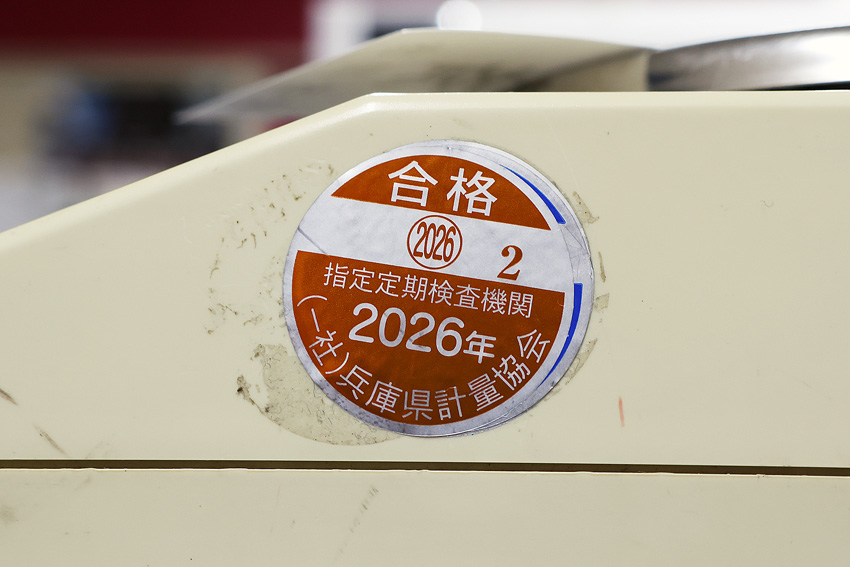 合格
2026 2
指定定期検査機関
2026年
(一社)兵庫県計量協会